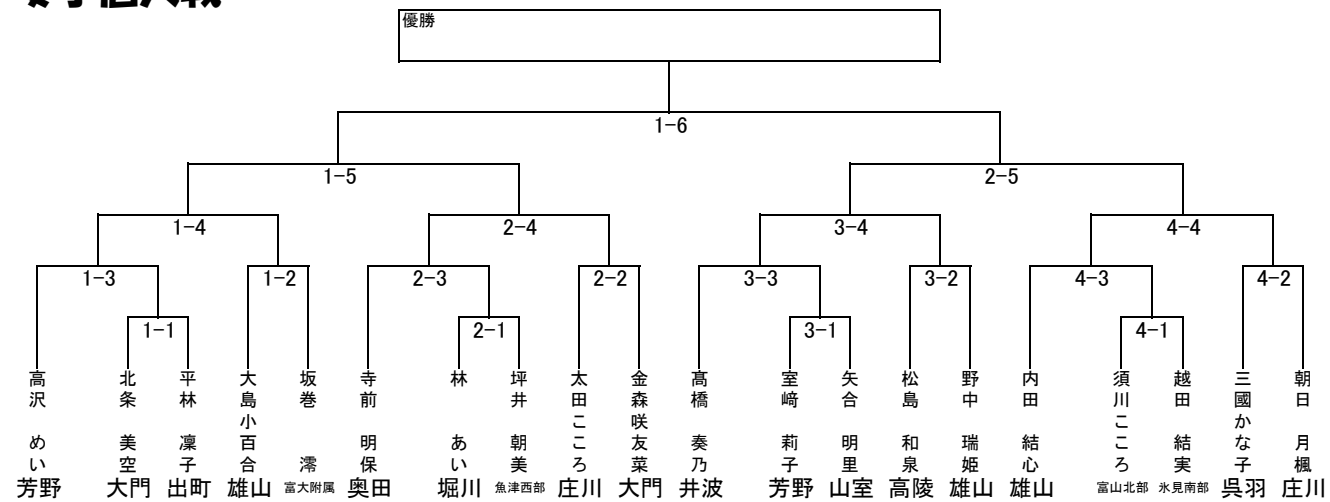 優勝
1-6
1-5
2-5
1-4
2-4
3-4
4-4
1-3
1-2
2-3
2-2
3-3
3-2
4-3
4-2
1-1
2-1
3-1
4-1
高沢 めい
北条 美空
平林 凜子
大島小百合
坂巻 澪
寺前 明保
林 あい
坪井 朝美
太田こころ
金森咲友菜
髙橋 奏乃
室﨑 莉子
矢合 明里
松島 和泉
野中 瑞姫
内田 結心
須川こころ
越田 結実
三國かな子
朝日 月楓
芳野 大門 出町 雄山 富大附属 奥田 堀川 魚津西部 庄川 大門 井波 芳野 山室 高陵 雄山 雄山 富山北部 氷見南部 呉羽 庄川